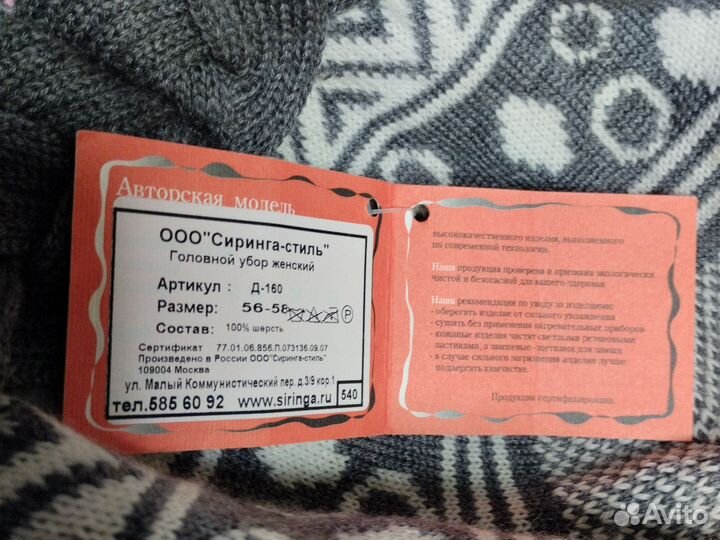 Авторская модель
ООО"Сиринга-стиль"
Головной убор женский
Артикул : Д-160
Размер: 56-58
Состав: 100% шерсть
Сертификат 77.01.06.856.П.073136.09.07
Произведено в России ООО"Сиринга-стиль"
109004 Москва
ул. Малый Коммунистический пер. д.3/9 кор.1
тел.585 60 92 www.siringa.ru 540
высококачественного изделия, выполненного
по современной технологии.
Наша продукция проверена и признана экологически
чистой и безопасной для вашего здоровья.
Наши рекомендации по уходу за изделиями:
- оберегать изделие от сильного увлажнения
- сушить без применения нагревательных приборов
- кожаные изделия чистят светлыми резиновыми
ластиками, а замшевые - щетками для замши
- в случае сильного загрязнения изделие лучше
подвергать химчистке.
Продукция сертифицирована.
Avito